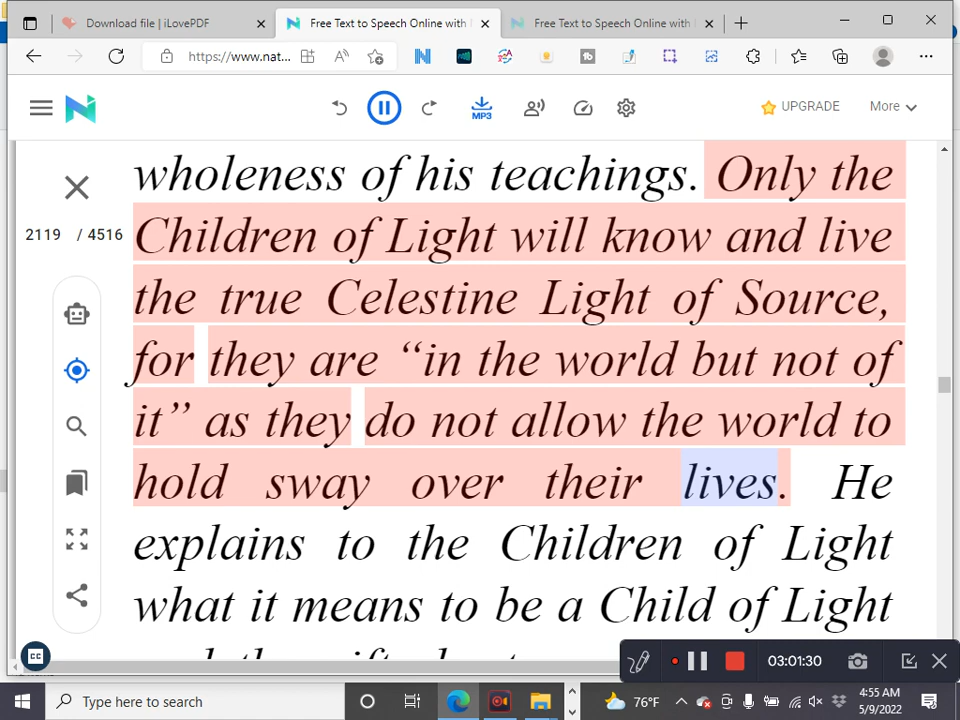 Download file | iLovePDF
Free Text to Speech Online with
Free Text to Speech Online with
https://www.nat...
MP3
UPGRADE
More
wholeness of his teachings. Only the
2119 / 4516
Children of Light will know and live
the true Celestine Light of Source,
for they are “in the world but not of
it” as they do not allow the world to
hold sway over their lives. He
explains to the Children of Light
what it means to be a Child of Light
CC
03:01:30
Type here to search
76°F
4:55 AM
5/9/2022